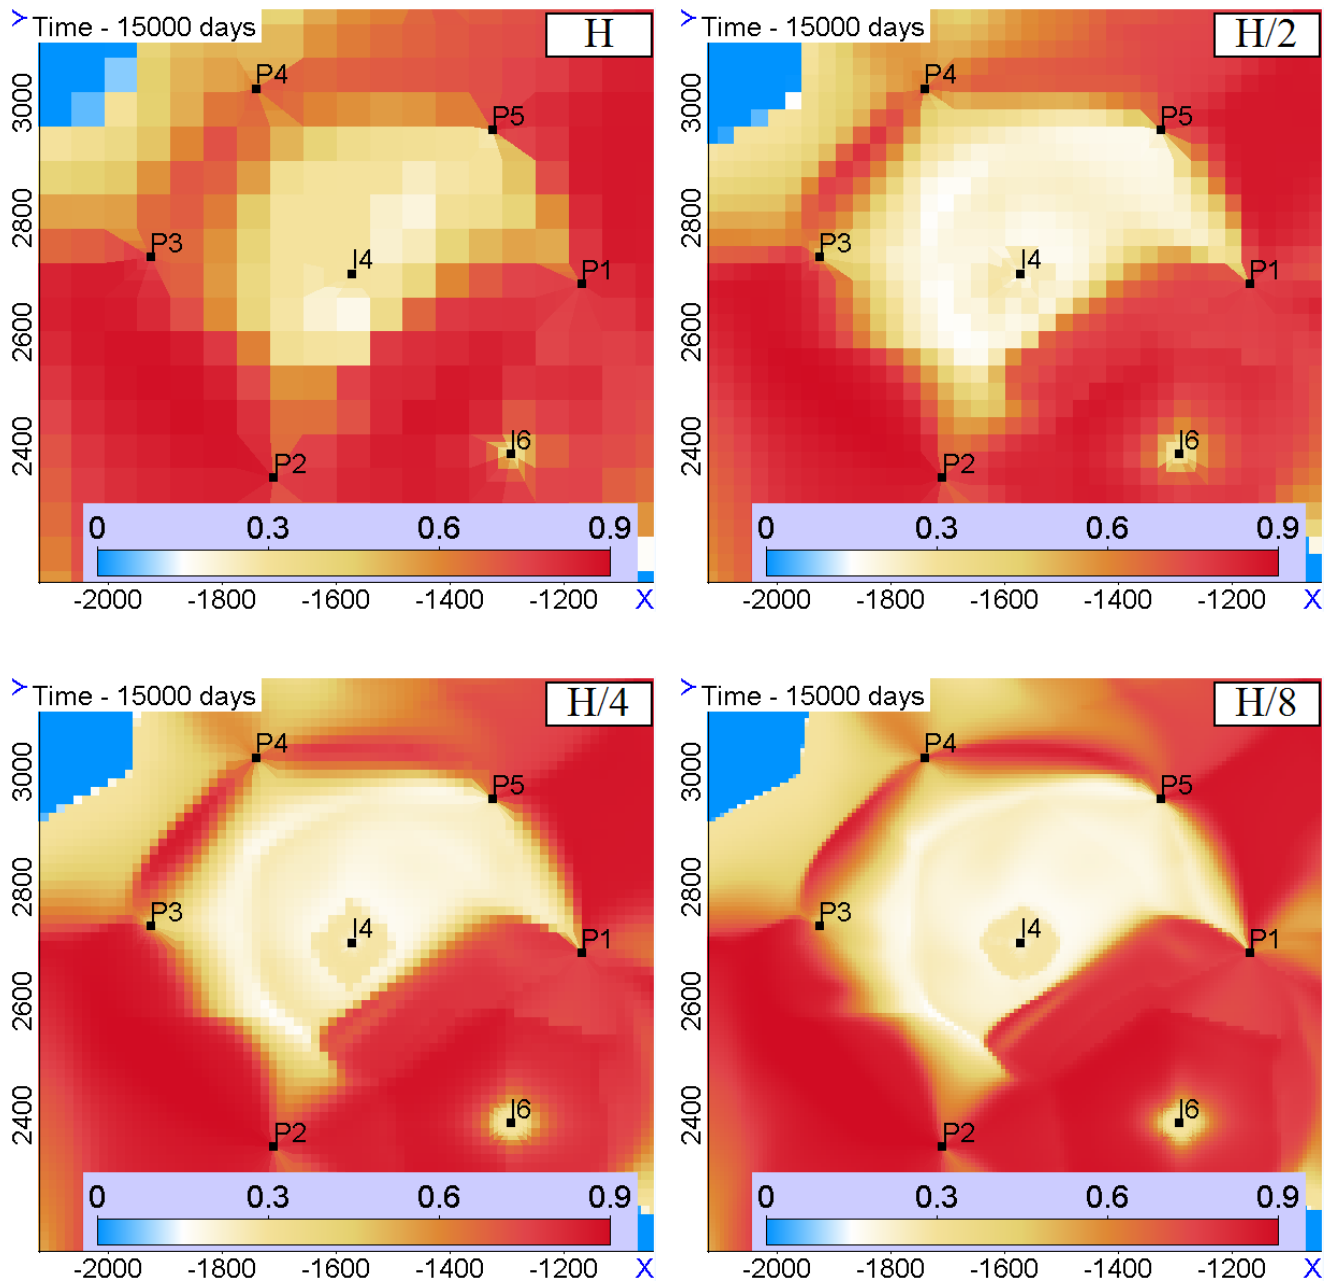 Y Time - 15000 days H
P4
P5
P3
I4
P1
I6
P2
3000
2800
2600
2400
0 0.3 0.6 0.9
-2000 -1800 -1600 -1400 -1200 X
Y Time - 15000 days H/2
P4
P5
P3
I4
P1
I6
P2
3000
2800
2600
2400
0 0.3 0.6 0.9
-2000 -1800 -1600 -1400 -1200 X
Y Time - 15000 days H/4
P4
P5
P3
I4
P1
I6
P2
3000
2800
2600
2400
0 0.3 0.6 0.9
-2000 -1800 -1600 -1400 -1200 X
Y Time - 15000 days H/8
P4
P5
P3
I4
P1
I6
P2
3000
2800
2600
2400
0 0.3 0.6 0.9
-2000 -1800 -1600 -1400 -1200 X